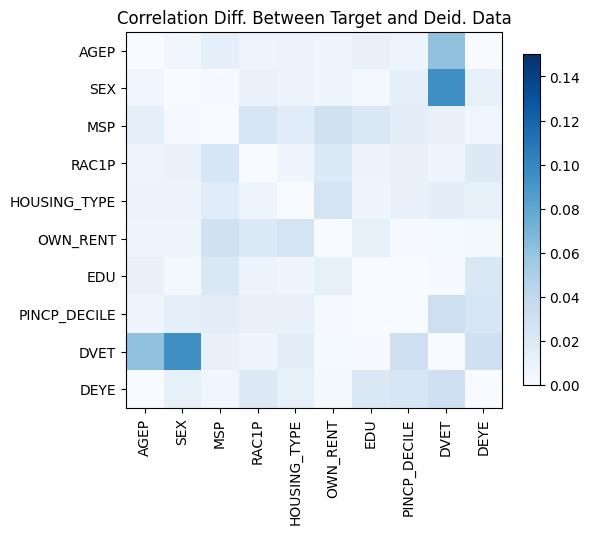 Correlation Diff. Between Target and Deid. Data
AGEP
SEX
MSP
RAC1P
HOUSING_TYPE
OWN_RENT
EDU
PINCP_DECILE
DVET
DEYE
AGEP
SEX
MSP
RAC1P
HOUSING_TYPE
OWN_RENT
EDU
PINCP_DECILE
DVET
DEYE
0.14
0.12
0.10
0.08
0.06
0.04
0.02
0.00